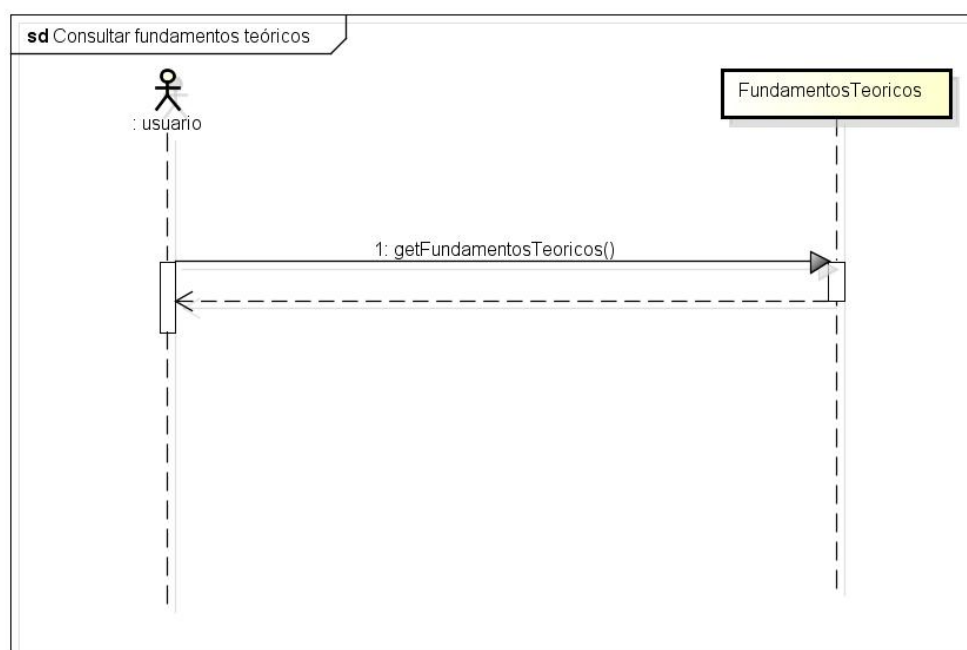 sd Consultar fundamentos teóricos
FundamentosTeoricos
: usuario
1: getFundamentosTeoricos()